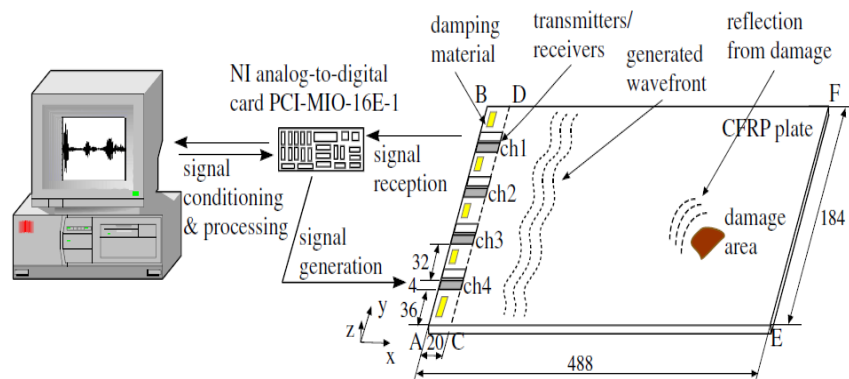 transmitters/
receivers
damping
material
reflection
from damage
generated
wavefront
NI analog-to-digital
card PCI-MIO-16E-1
B D
F
CFRP plate
ch1
signal
reception
signal
conditioning
& processing
ch2
184
damage
area
signal
generation
ch3
32
4
ch4
36
y
z
x
A 20 C
E
488